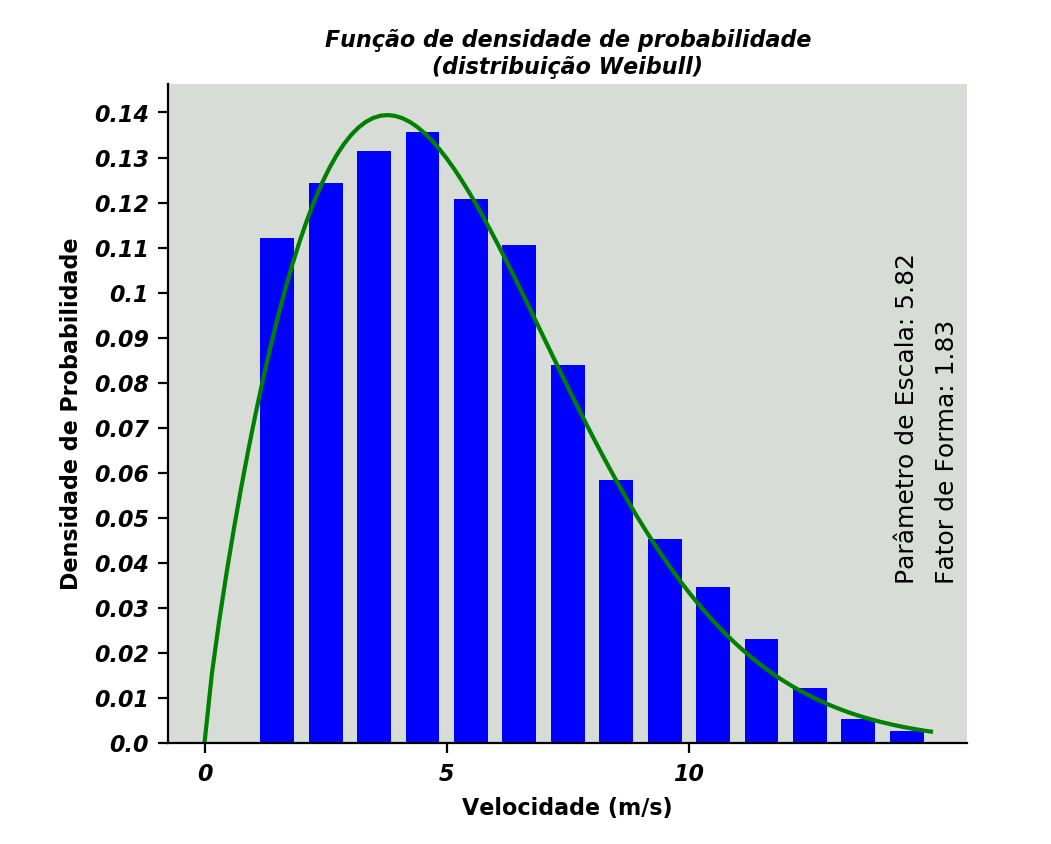 Função de densidade de probabilidade
(distribuição Weibull)
Densidade de Probabilidade
0.14
0.13
0.12
0.11
0.1
0.09
0.08
0.07
0.06
0.05
0.04
0.03
0.02
0.01
0.0
Parâmetro de Escala: 5.82
Fator de Forma: 1.83
0 5 10
Velocidade (m/s)